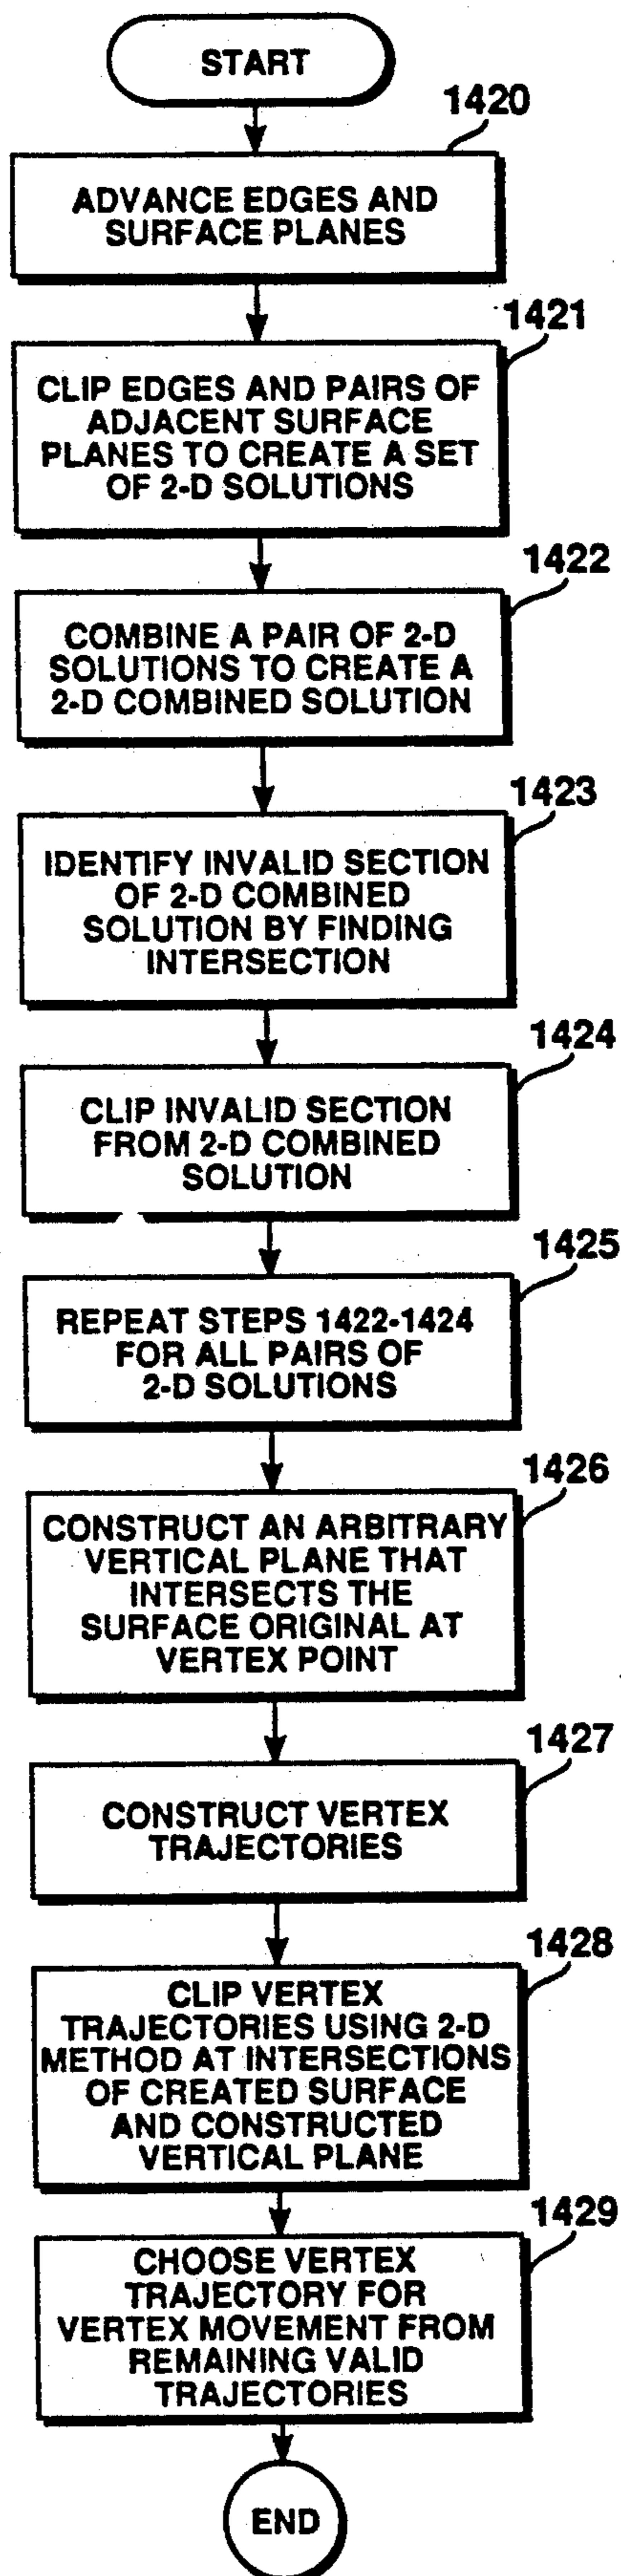 START
1420
ADVANCE EDGES AND
SURFACE PLANES
1421
CLIP EDGES AND PAIRS OF
ADJACENT SURFACE
PLANES TO CREATE A SET
OF 2-D SOLUTIONS
1422
COMBINE A PAIR OF 2-D
SOLUTIONS TO CREATE A
2-D COMBINED SOLUTION
1423
IDENTIFY INVALID SECTION
OF 2-D COMBINED
SOLUTION BY FINDING
INTERSECTION
1424
CLIP INVALID SECTION
FROM 2-D COMBINED
SOLUTION
1425
REPEAT STEPS 1422-1424
FOR ALL PAIRS OF
2-D SOLUTIONS
1426
CONSTRUCT AN ARBITRARY
VERTICAL PLANE THAT
INTERSECTS THE
SURFACE ORIGINAL AT
VERTEX POINT
1427
CONSTRUCT VERTEX
TRAJECTORIES
1428
CLIP VERTEX
TRAJECTORIES USING 2-D
METHOD AT INTERSECTIONS
OF CREATED SURFACE
AND CONSTRUCTED
VERTICAL PLANE
1429
CHOOSE VERTEX
TRAJECTORY FOR
VERTEX MOVEMENT FROM
REMAINING VALID
TRAJECTORIES
END